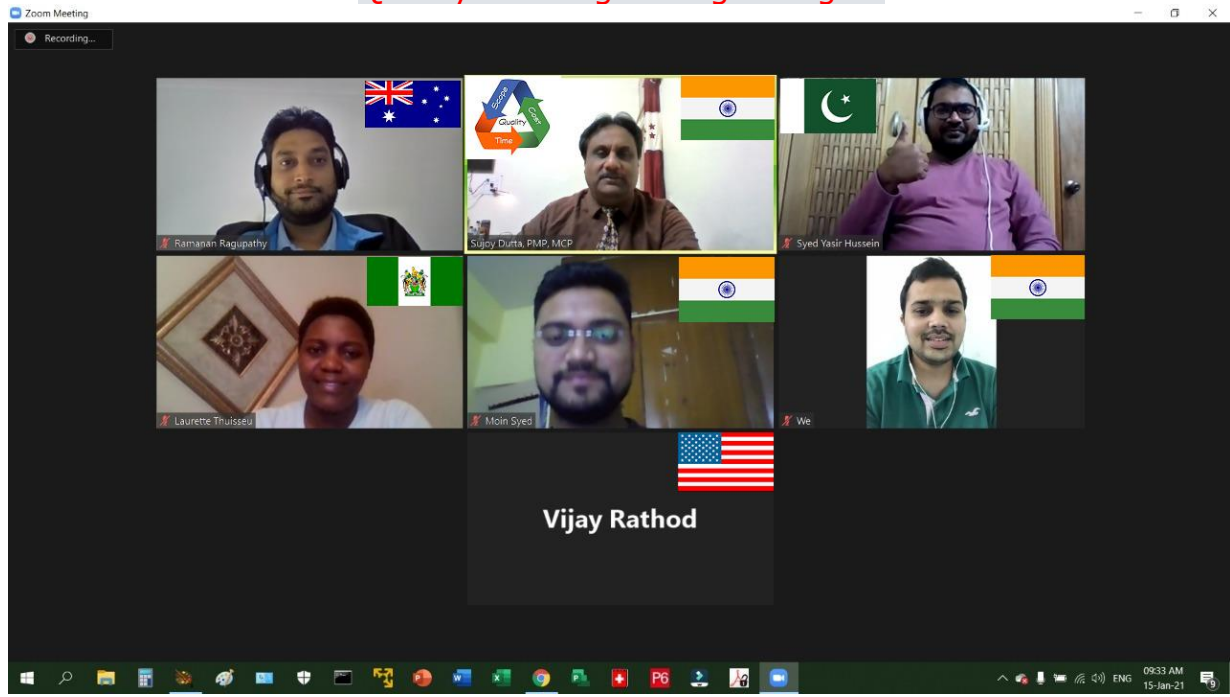 Zoom Meeting
Recording...
Scope
Cost
Quality
Time
Ramanan Ragupathy
Sujoy Dutta, PMP, MCP
Syed Yasir Hussein
Laurette Thuisseu
Moin Syed
We
Vijay Rathod
P6
ENG
09:33 AM
15-Jan-21